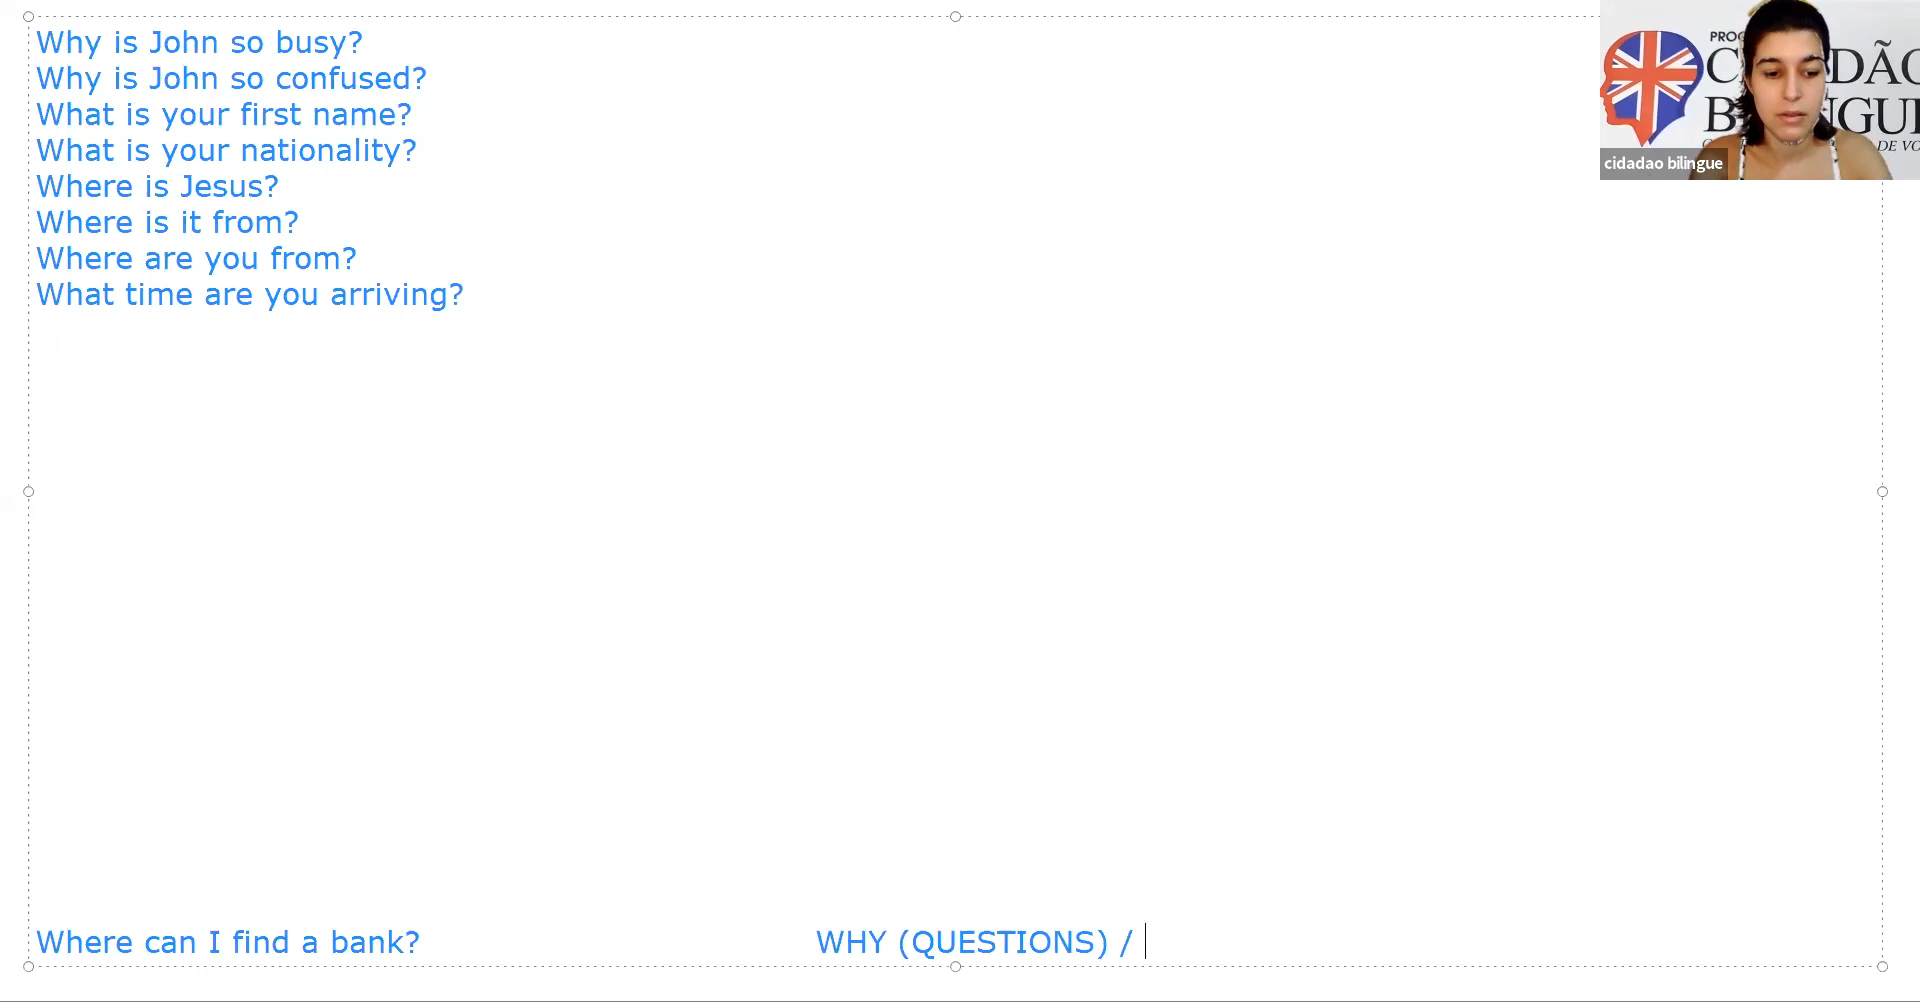 Why is John so busy?
Why is John so confused?
What is your first name?
What is your nationality?
Where is Jesus?
Where is it from?
Where are you from?
What time are you arriving?
Where can I find a bank? WHY (QUESTIONS) /
cidadao bilingue
DE